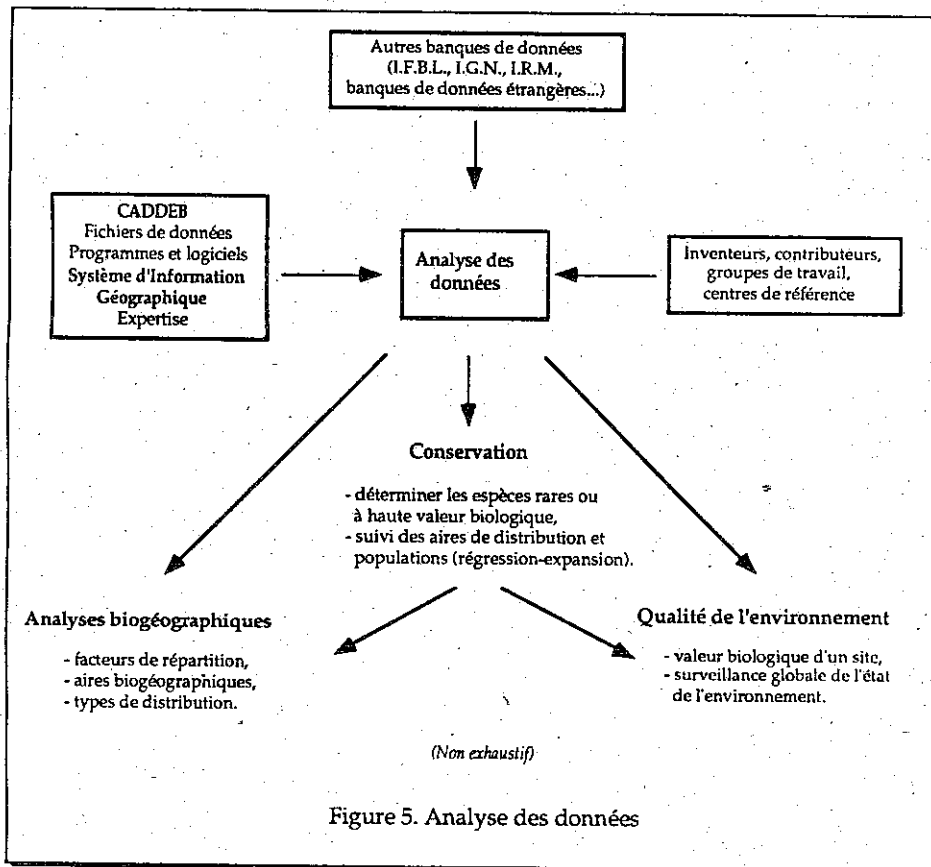 Autres banques de données
(I.F.B.L., I.G.N., I.R.M.,
banques de données étrangères...)
CADDEB
Fichiers de données
Programmes et logiciels
Système d'Information
Géographique
Expertise
Analyse des
données
Inventeurs, contributeurs,
groupes de travail,
centres de référence
Conservation
- déterminer les espèces rares ou
à haute valeur biologique,
- suivi des aires de distribution et
populations (régression-expansion).
Analyses biogéographiques
- facteurs de répartition,
- aires biogéographiques,
- types de distribution.
Qualité de l'environnement
- valeur biologique d'un site,
- surveillance globale de l'état
de l'environnement.
(Non exhaustif)
Figure 5. Analyse des données